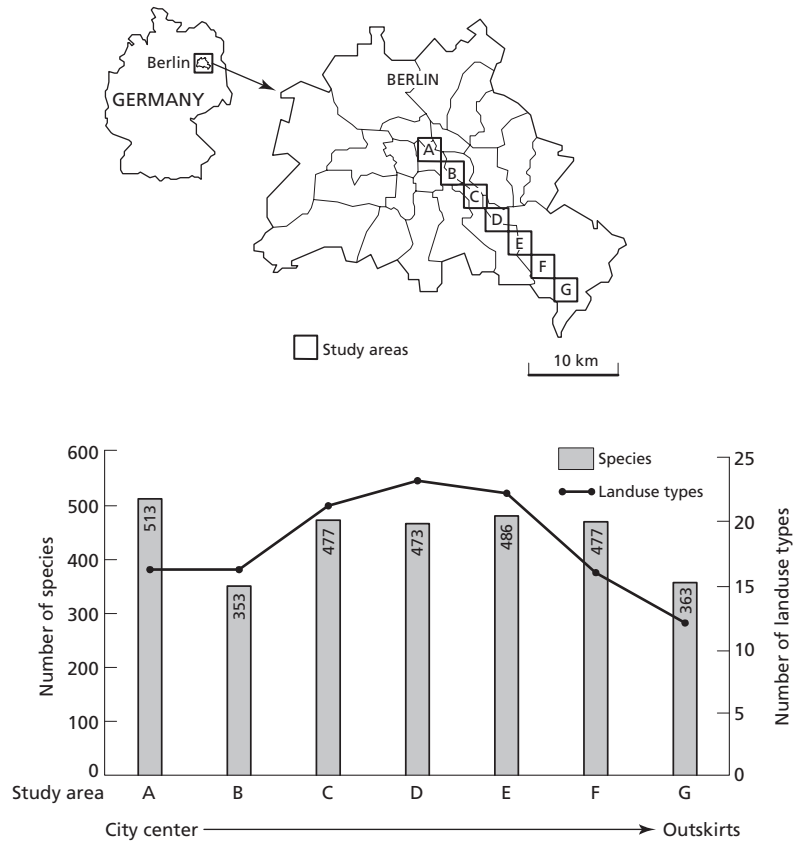 Berlin
GERMANY
BERLIN
A
B
C
D
E
F
G
Study areas
10 km
600
500
400
300
200
100
0
Number of species
513
353
477
473
486
477
363
Species
Landuse types
25
20
15
10
5
0
Number of landuse types
Study area A B C D E F G
City center Outskirts